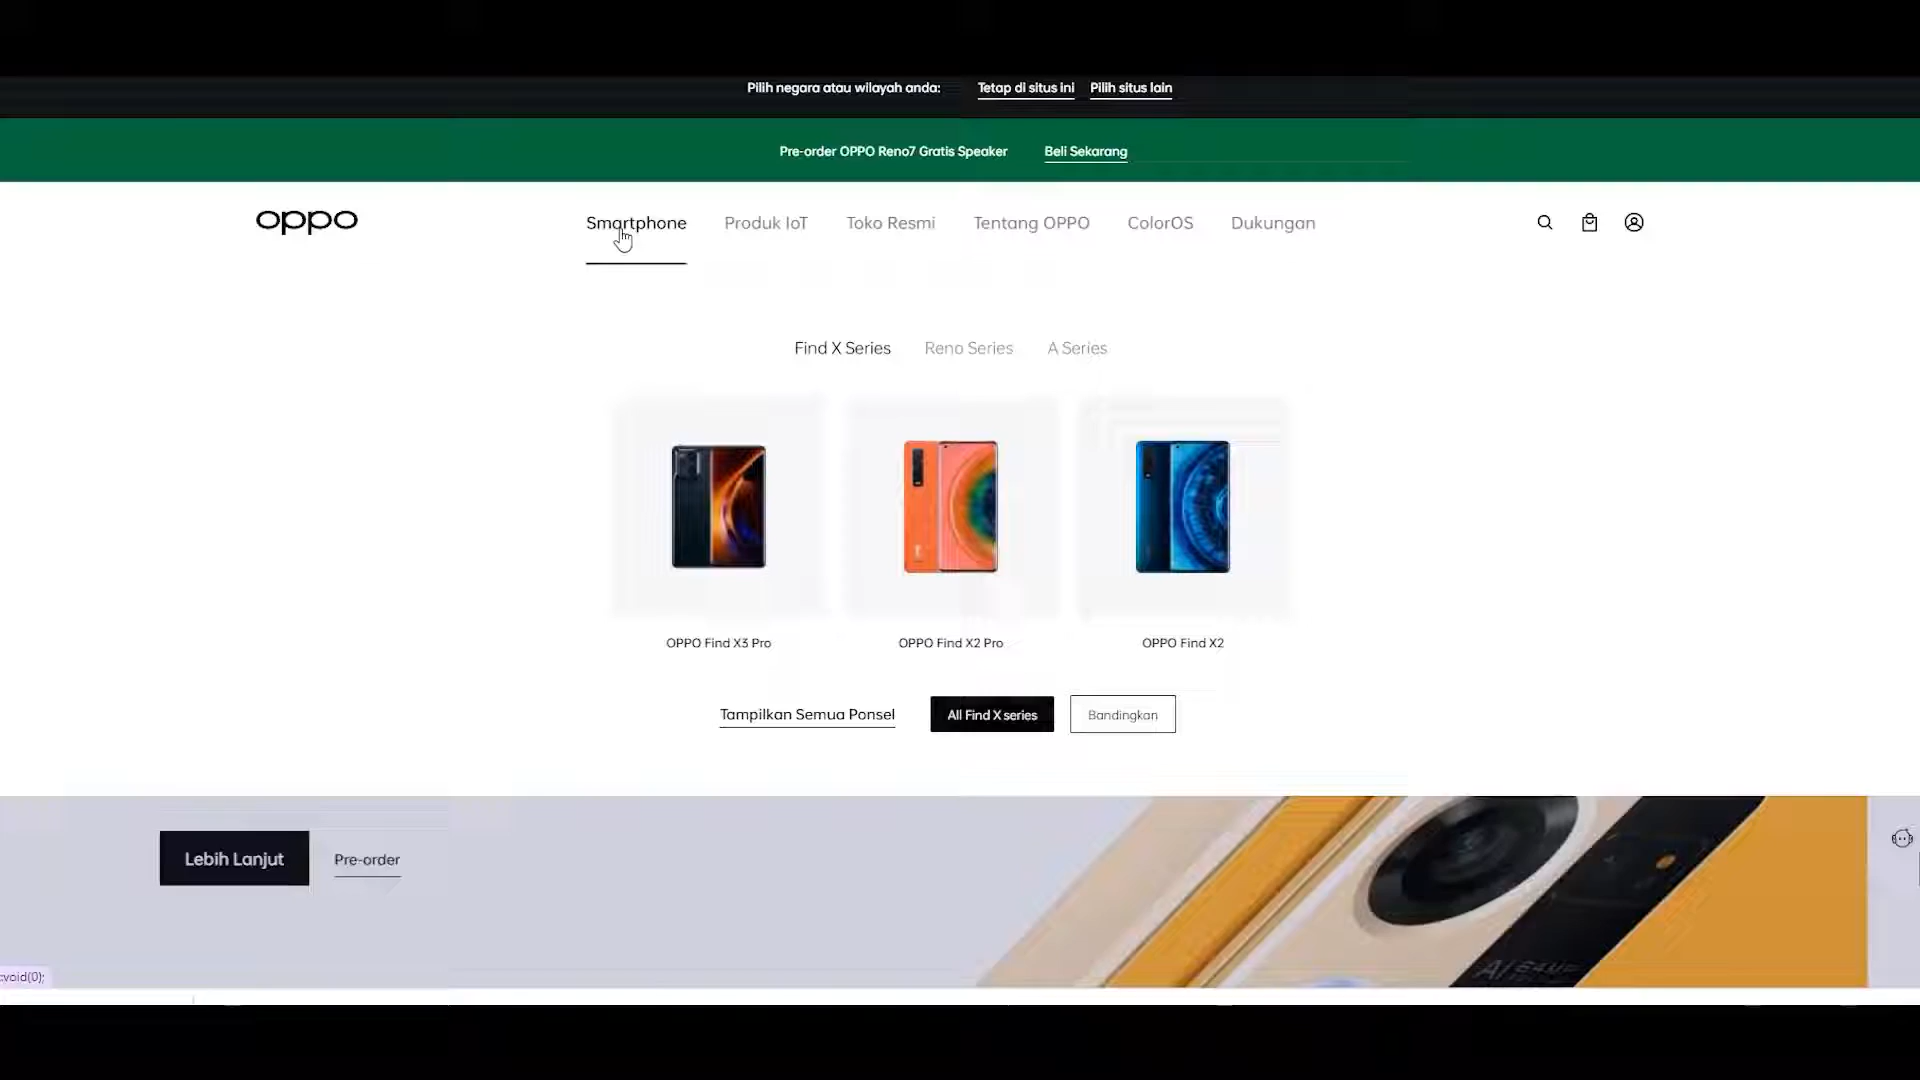 Pilih negara atau wilayah anda: Tetap di situs ini Pilih situs lain
Pre-order OPPO Reno7 Gratis Speaker Beli Sekarang
oppo Smartphone Produk IoT Toko Resmi Tentang OPPO ColorOS Dukungan
Find X Series Reno Series A Series
OPPO Find X3 Pro OPPO Find X2 Pro OPPO Find X2
Tampilkan Semua Ponsel All Find X series Bandingkan
Lebih Lanjut Pre-order
:void(0);